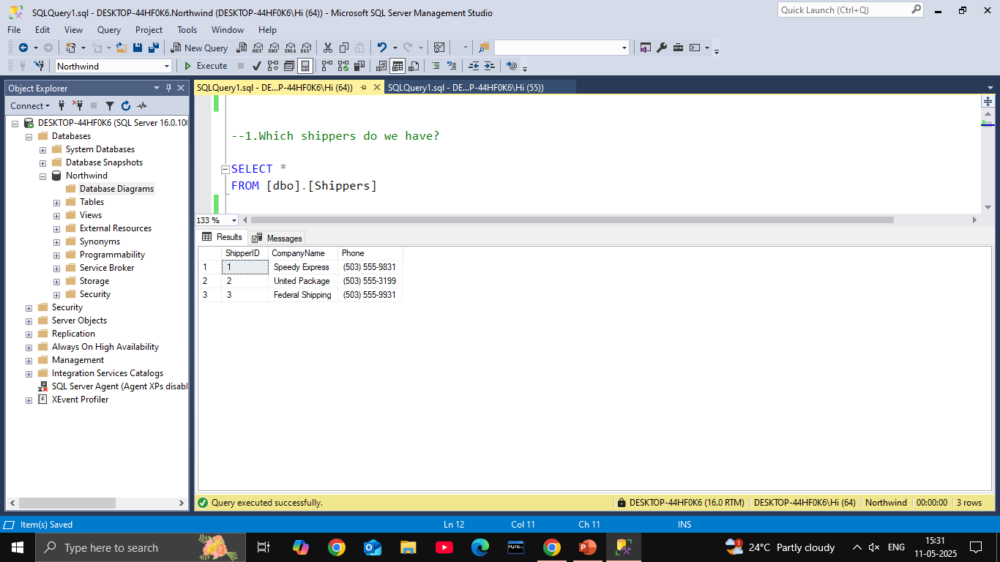 SQLQuery1.sql - DESKTOP-44HF0K6.Northwind (DESKTOP-44HF0K6\Hi (64)) - Microsoft SQL Server Management Studio
Quick Launch (Ctrl+Q)
File Edit View Query Project Tools Window Help
New Query MDX DMX XMLA DAX
Northwind Execute
Object Explorer
SQLQuery1.sql - DE...P-44HF0K6\Hi (64)) SQLQuery1.sql - DE...P-44HF0K6\Hi (55))
Connect
DESKTOP-44HF0K6 (SQL Server 16.0.100
Databases
System Databases
Database Snapshots
Northwind
Database Diagrams
Tables
Views
External Resources
Synonyms
Programmability
Service Broker
Storage
Security
Security
Server Objects
Replication
Always On High Availability
Management
Integration Services Catalogs
SQL Server Agent (Agent XPs disabl
XEvent Profiler
--1.Which shippers do we have?
SELECT *
FROM [dbo].[Shippers]
133 %
Results Messages
ShipperID CompanyName Phone
1 1 Speedy Express (503) 555-9831
2 2 United Package (503) 555-3199
3 3 Federal Shipping (503) 555-9931
Query executed successfully. DESKTOP-44HF0K6 (16.0 RTM) DESKTOP-44HF0K6\Hi (64) Northwind 00:00:00 3 rows
Item(s) Saved Ln 12 Col 11 Ch 11 INS
Type here to search MySQL 1 24°C Partly cloudy ENG 15:31
11-05-2025